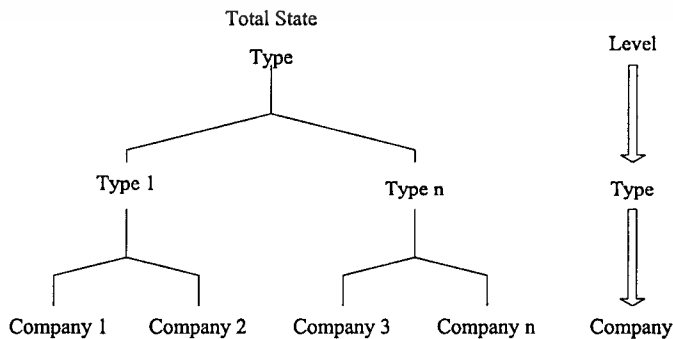 Total State
Type
Level
Type 1
Type n
Type
Company 1
Company 2
Company 3
Company n
Company